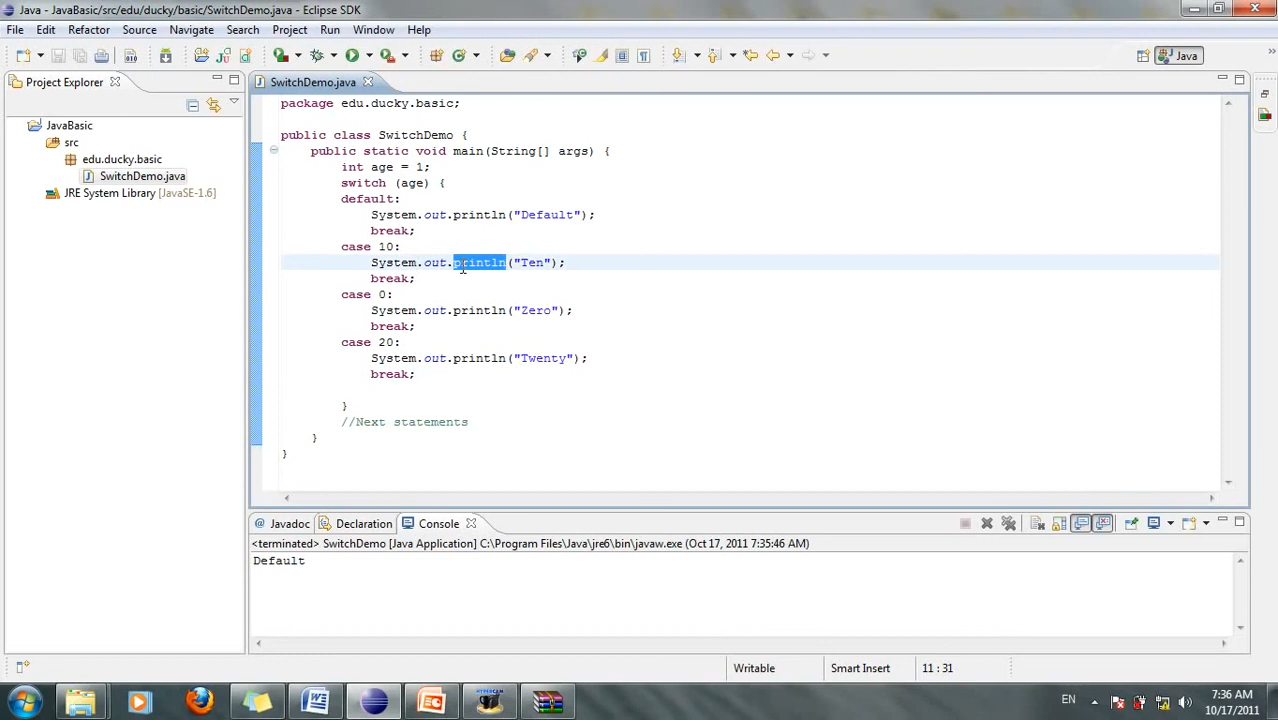 Java - JavaBasic/src/edu/ducky/basic/SwitchDemo.java - Eclipse SDK
File Edit Refactor Source Navigate Search Project Run Window Help
Java
Project Explorer
JavaBasic
src
edu.ducky.basic
SwitchDemo.java
JRE System Library [JavaSE-1.6]
SwitchDemo.java
package edu.ducky.basic;
public class SwitchDemo {
public static void main(String[] args) {
int age = 1;
switch (age) {
default:
System.out.println("Default");
break;
case 10:
System.out.println("Ten");
break;
case 0:
System.out.println("Zero");
break;
case 20:
System.out.println("Twenty");
break;
}
//Next statements
}
}
@ Javadoc Declaration Console
<terminated> SwitchDemo [Java Application] C:\Program Files\Java\jre6\bin\javaw.exe (Oct 17, 2011 7:35:46 AM)
Default
Writable Smart Insert 11 : 31
HYPERCAM
EN
7:36 AM
10/17/2011